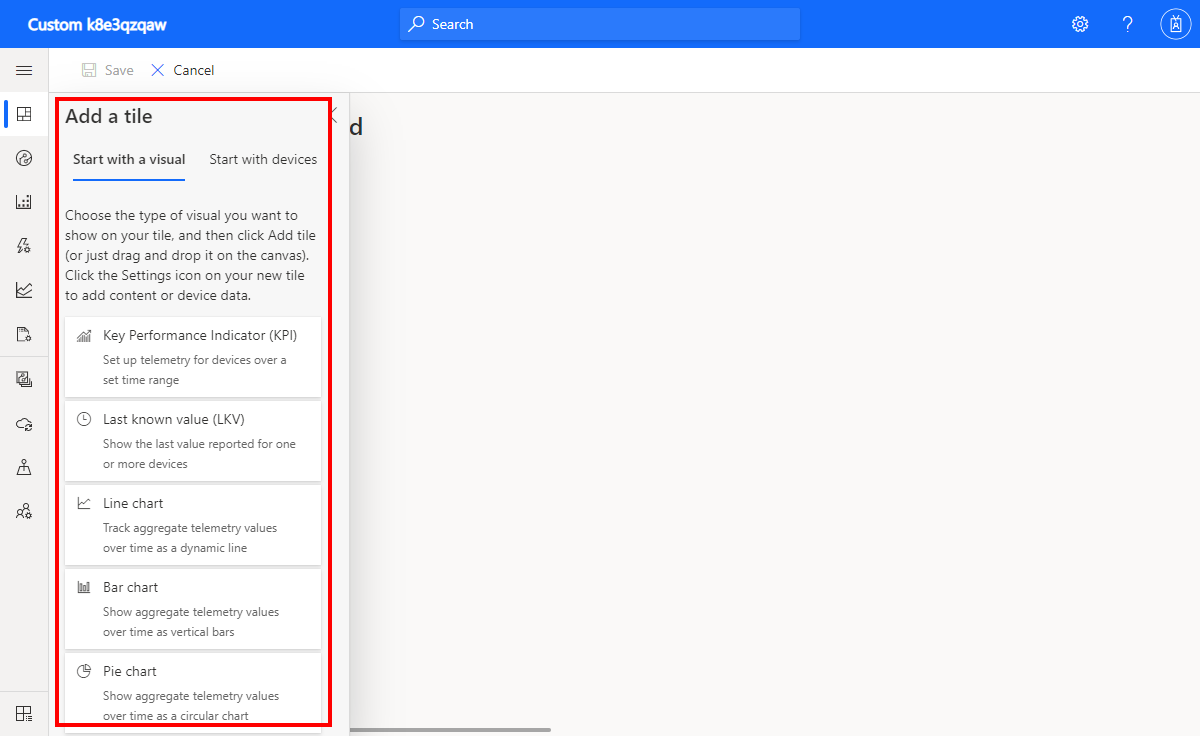 Custom k8e3qzqaw
Search
?
Save
Cancel
Add a tile
d
Start with a visual
Start with devices
Choose the type of visual you want to
show on your tile, and then click Add tile
(or just drag and drop it on the canvas).
Click the Settings icon on your new tile
to add content or device data.
Key Performance Indicator (KPI)
Set up telemetry for devices over a
set time range
Last known value (LKV)
Show the last value reported for one
or more devices
Line chart
Track aggregate telemetry values
over time as a dynamic line
Bar chart
Show aggregate telemetry values
over time as vertical bars
Pie chart
Show aggregate telemetry values
over time as a circular chart